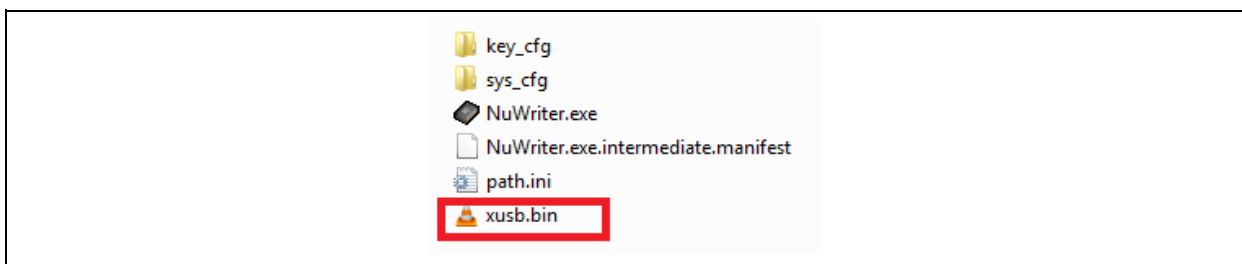 key_cfg
sys_cfg
NuWriter.exe
NuWriter.exe.intermediate.manifest
path.ini
xusb.bin